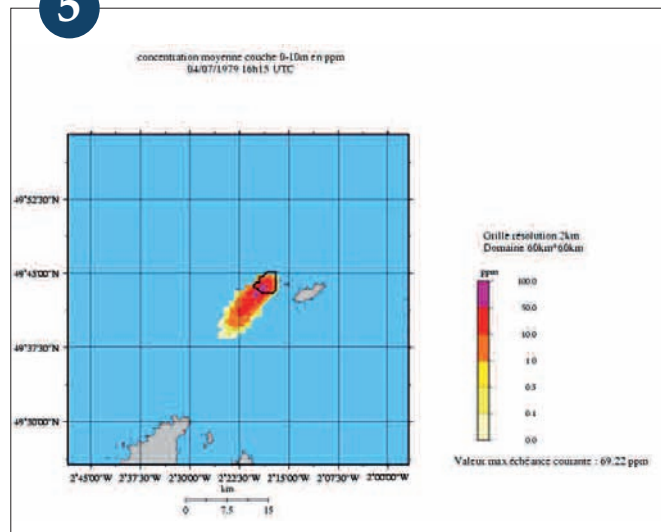 5
concentration moyenne couche 0-10m en ppm
04/07/1979 16h15 UTC
49°52'30"N
49°45'00"N
49°37'30"N
49°30'00"N
2°45'00"W 2°37'30"W 2°30'00"W 2°22'30"W 2°15'00"W 2°07'30"W 2°00'00"W
km
0 7.5 15
Grille résolution 2km
Domaine 60km*60km
ppm
100.0
50.0
10.0
1.0
0.5
0.1
0.0
Valeur max échéance courante : 69.22 ppm